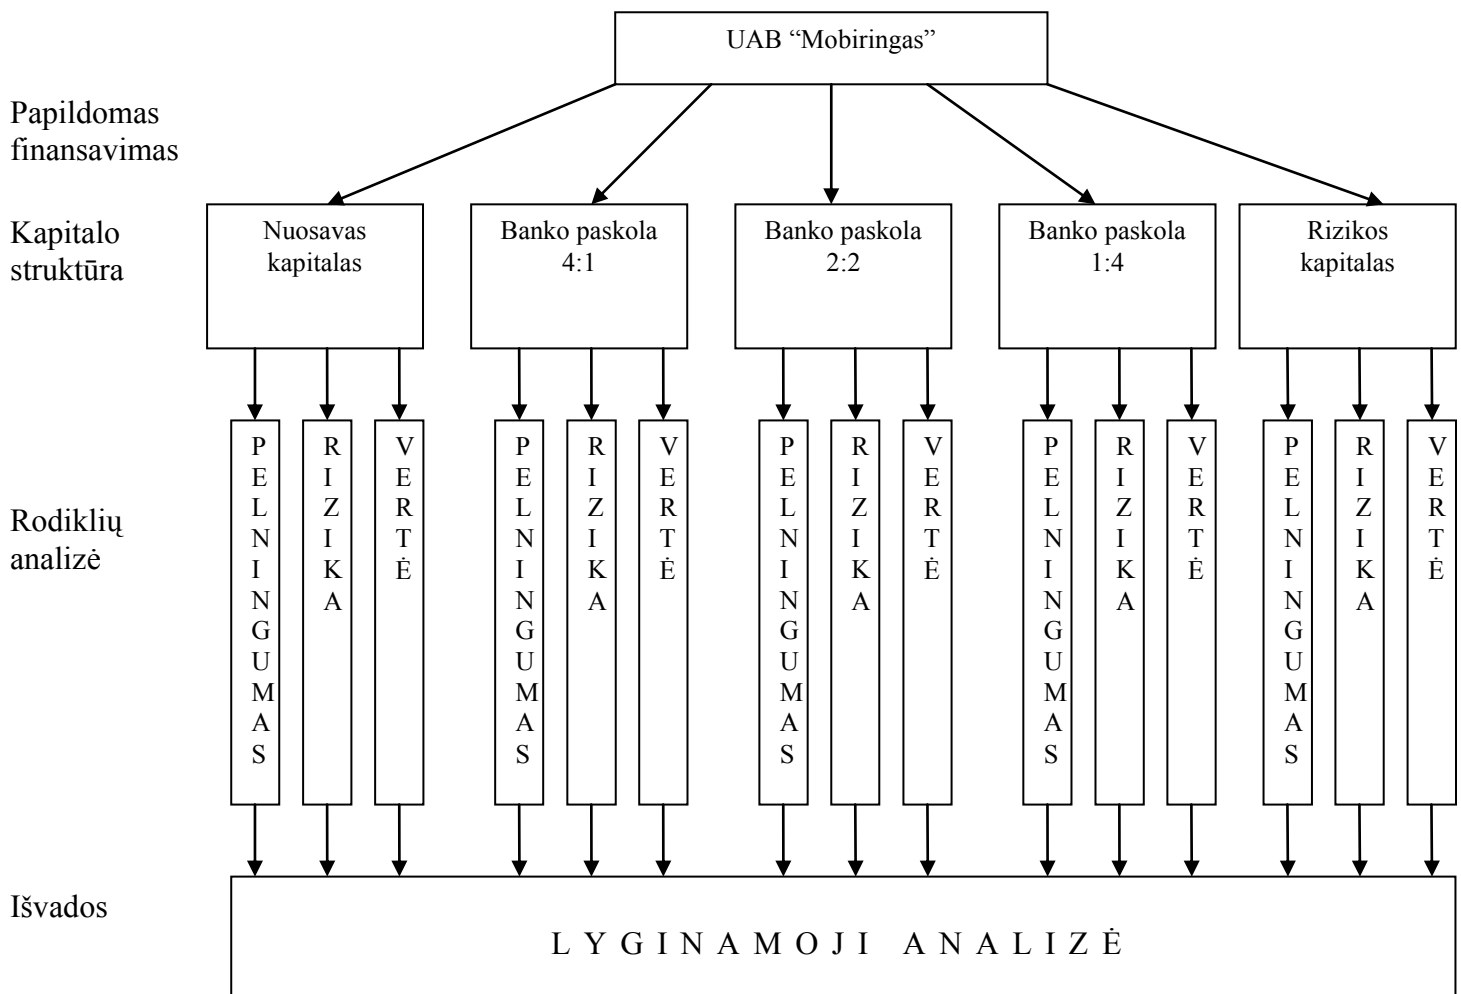 UAB “Mobiringas”
Papildomas
finansavimas
Kapitalo
struktūra
Nuosavas
kapitalas
Banko paskola
4:1
Banko paskola
2:2
Banko paskola
1:4
Rizikos
kapitalas
Rodiklių
analizė
PELNINGUMAS
RIZIKA
VERTĖ
PELNINGUMAS
RIZIKA
VERTĖ
PELNINGUMAS
RIZIKA
VERTĖ
PELNINGUMAS
RIZIKA
VERTĖ
PELNINGUMAS
RIZIKA
VERTĖ
Išvados
LYGINAMOJI ANALIZĖ